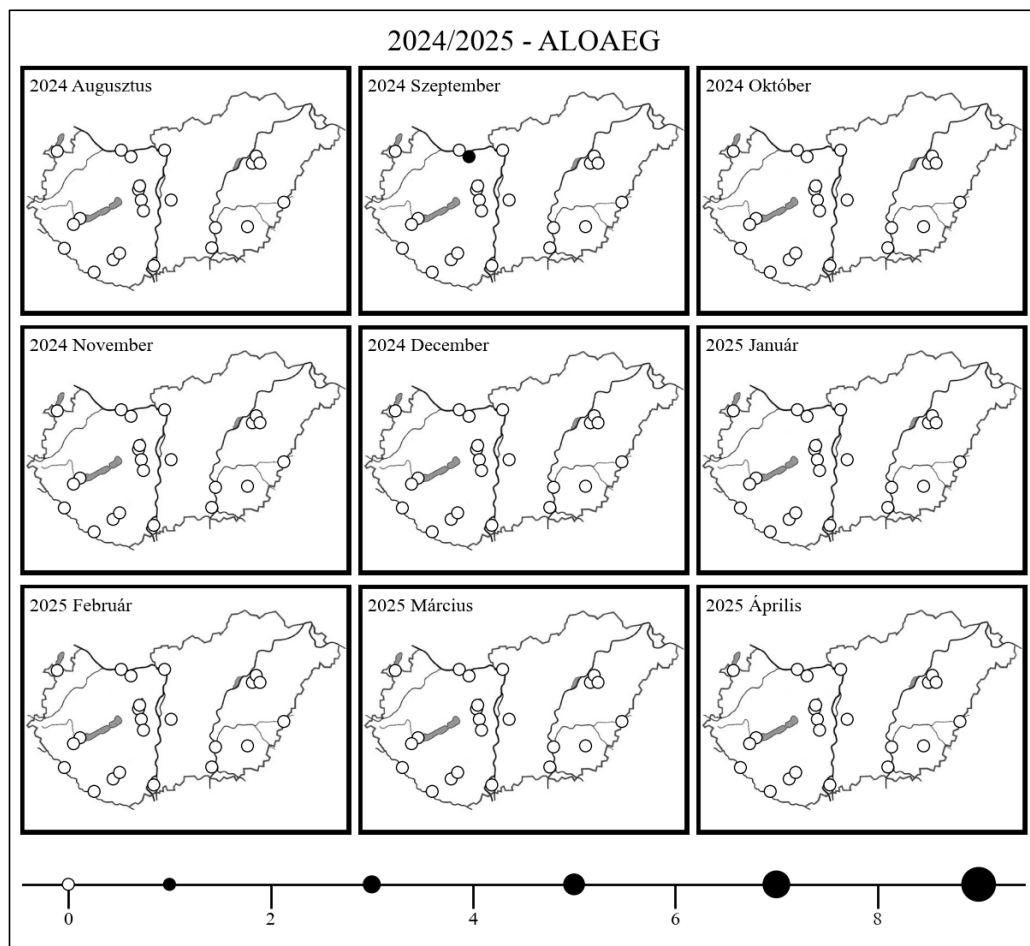 2024/2025 - ALOAEG
2024 Augusztus
2024 Szeptember
2024 Október
2024 November
2024 December
2025 Január
2025 Február
2025 Március
2025 Április
0 2 4 6 8